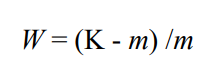 W = (K - m) /m